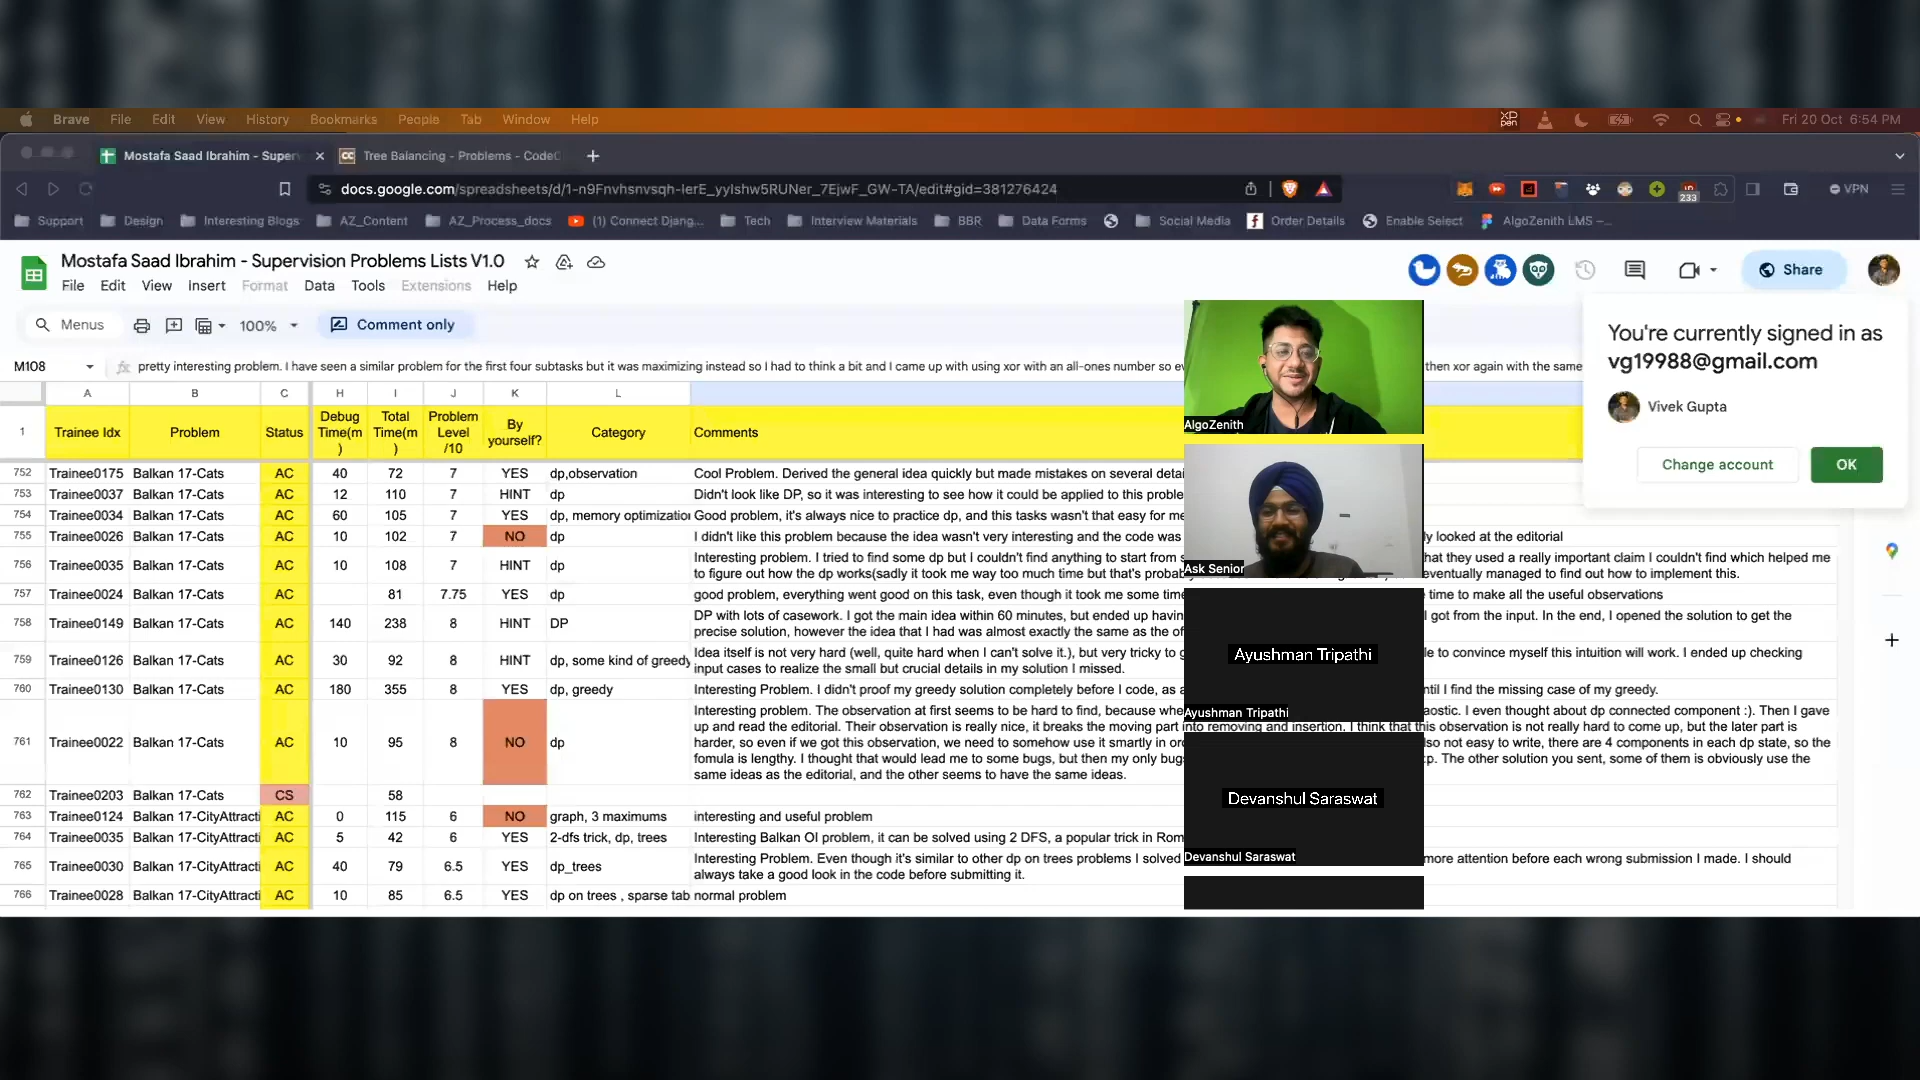 Brave File Edit View History Bookmarks People Tab Window Help
XP pen
Fri 20 Oct 6:54 PM
Mostafa Saad Ibrahim - Super
Tree Balancing - Problems - CodeC
docs.google.com/spreadsheets/d/1-n9Fnvhsnvsqh-lerE_yyIshw5RUNer_7EjwF_GW-TA/edit#gid=381276424
233
VPN
Support Design Interesting Blogs AZ_Content AZ_Process_docs (1) Connect Djang... Tech Interview Materials BBR Data Forms Social Media Order Details Enable Select AlgoZenith LMS –...
Mostafa Saad Ibrahim - Supervision Problems Lists V1.0
File Edit View Insert Format Data Tools Extensions Help
Share
Menus 100% Comment only
You're currently signed in as
vg19988@gmail.com
Vivek Gupta
Change account OK
M108 pretty interesting problem. I have seen a similar problem for the first four subtasks but it was maximizing instead so I had to think a bit and I came up with using xor with an all-ones number so ev then xor again with the same
A B C H I J K L
1 Trainee Idx Problem Status Debug Time(m) Total Time(m) Problem Level /10 By yourself? Category Comments
752 Trainee0175 Balkan 17-Cats AC 40 72 7 YES dp,observation Cool Problem. Derived the general idea quickly but made mistakes on several detai
753 Trainee0037 Balkan 17-Cats AC 12 110 7 HINT dp Didn't look like DP, so it was interesting to see how it could be applied to this proble
754 Trainee0034 Balkan 17-Cats AC 60 105 7 YES dp, memory optimizatio Good problem, it's always nice to practice dp, and this tasks wasn't that easy for me
755 Trainee0026 Balkan 17-Cats AC 10 102 7 NO dp I didn't like this problem because the idea wasn't very interesting and the code was ly looked at the editorial
756 Trainee0035 Balkan 17-Cats AC 10 108 7 HINT dp Interesting problem. I tried to find some dp but I couldn't find anything to start from s hat they used a really important claim I couldn't find which helped me
to figure out how the dp works(sadly it took me way too much time but that's probab eventually managed to find out how to implement this.
757 Trainee0024 Balkan 17-Cats AC 81 7.75 YES dp good problem, everything went good on this task, even though it took me some time time to make all the useful observations
758 Trainee0149 Balkan 17-Cats AC 140 238 8 HINT DP DP with lots of casework. I got the main idea within 60 minutes, but ended up havin I got from the input. In the end, I opened the solution to get the
precise solution, however the idea that I had was almost exactly the same as the of
759 Trainee0126 Balkan 17-Cats AC 30 92 8 HINT dp, some kind of greedy Idea itself is not very hard (well, quite hard when I can't solve it.), but very tricky to g le to convince myself this intuition will work. I ended up checking
input cases to realize the small but crucial details in my solution I missed.
760 Trainee0130 Balkan 17-Cats AC 180 355 8 YES dp, greedy Interesting Problem. I didn't proof my greedy solution completely before I code, as a ntil I find the missing case of my greedy.
761 Trainee0022 Balkan 17-Cats AC 10 95 8 NO dp Interesting problem. The observation at first seems to be hard to find, because whe aostic. I even thought about dp connected component :). Then I gave
up and read the editorial. Their observation is really nice, it breaks the moving part into removing and insertion. I think that this observation is not really hard to come up, but the later part is
harder, so even if we got this observation, we need to somehow use it smartly in or lso not easy to write, there are 4 components in each dp state, so the
fomula is lengthy. I thought that would lead me to some bugs, but then my only bugs p. The other solution you sent, some of them is obviously use the
same ideas as the editorial, and the other seems to have the same ideas.
762 Trainee0203 Balkan 17-Cats CS 58
763 Trainee0124 Balkan 17-CityAttracti AC 0 115 6 NO graph, 3 maximums interesting and useful problem
764 Trainee0035 Balkan 17-CityAttracti AC 5 42 6 YES 2-dfs trick, dp, trees Interesting Balkan OI problem, it can be solved using 2 DFS, a popular trick in Rom
765 Trainee0030 Balkan 17-CityAttracti AC 40 79 6.5 YES dp_trees Interesting Problem. Even though it's similar to other dp on trees problems I solved more attention before each wrong submission I made. I should
always take a good look in the code before submitting it.
766 Trainee0028 Balkan 17-CityAttracti AC 10 85 6.5 YES dp on trees , sparse tab normal problem
AlgoZenith
Ask Senior
Ayushman Tripathi
Ayushman Tripathi
Devanshul Saraswat
Devanshul Saraswat